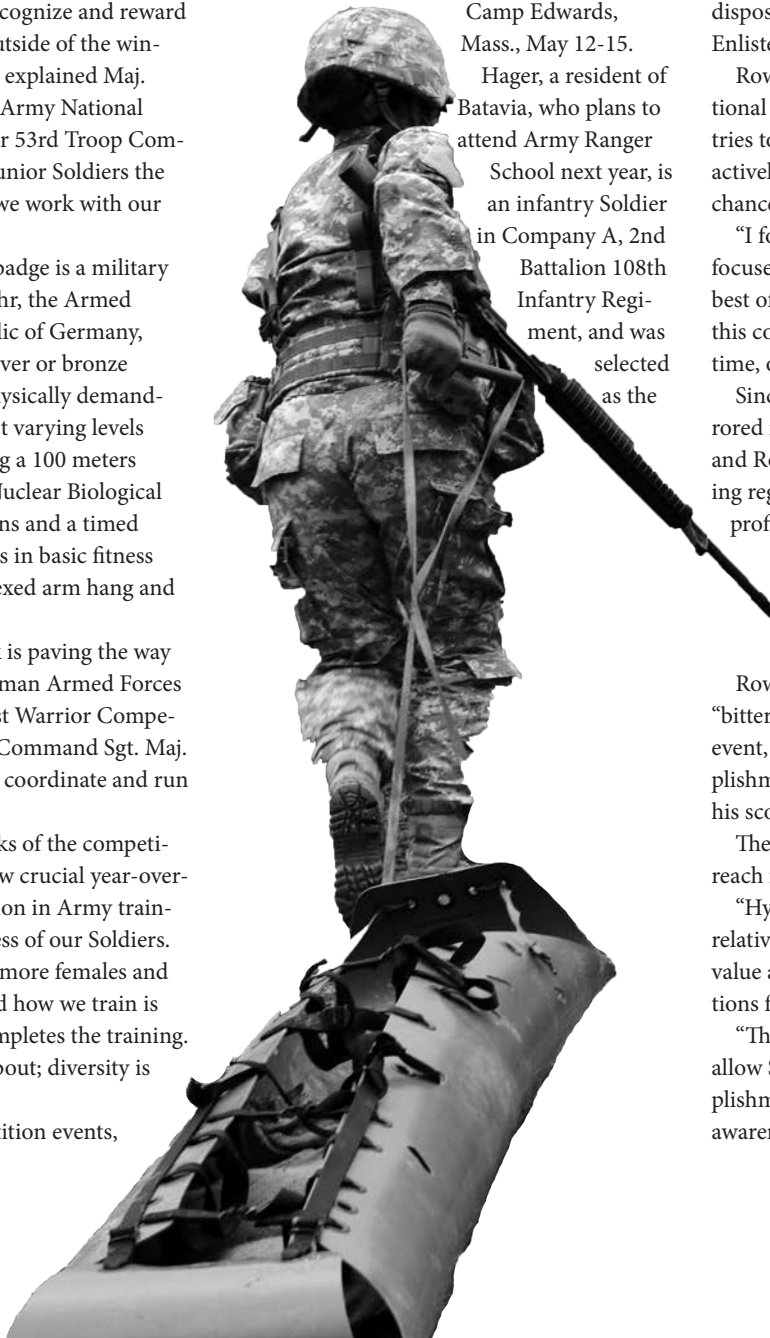 cognize and reward
utside of the win-
explained Maj.
Army National
r 53rd Troop Com-
unior Soldiers the
we work with our
badge is a military
hr, the Armed
lic of Germany,
ver or bronze
ysically demand-
t varying levels
g a 100 meters
Nuclear Biological
ns and a timed
s in basic fitness
exed arm hang and
is paving the way
man Armed Forces
st Warrior Compe-
Command Sgt. Maj.
coordinate and run
ks of the competi-
w crucial year-over-
ion in Army train-
ess of our Soldiers.
more females and
d how we train is
mpletes the training.
bout; diversity is
tition events,
Camp Edwards,
Mass., May 12-15.
Hager, a resident of
Batavia, who plans to
attend Army Ranger
School next year, is
an infantry Soldier
in Company A, 2nd
Battalion 108th
Infantry Regi-
ment, and was
selected
as the
dispos
Enliste
Row
tional
tries to
actively
chance
“I fo
focuse
best of
this co
time, o
Sinc
rored
and Re
ing reg
prof
Row
“bitter
event,
plishm
his sco
The
reach
“Hy
relativ
value a
tions f
“Th
allow S
plishm
awaren